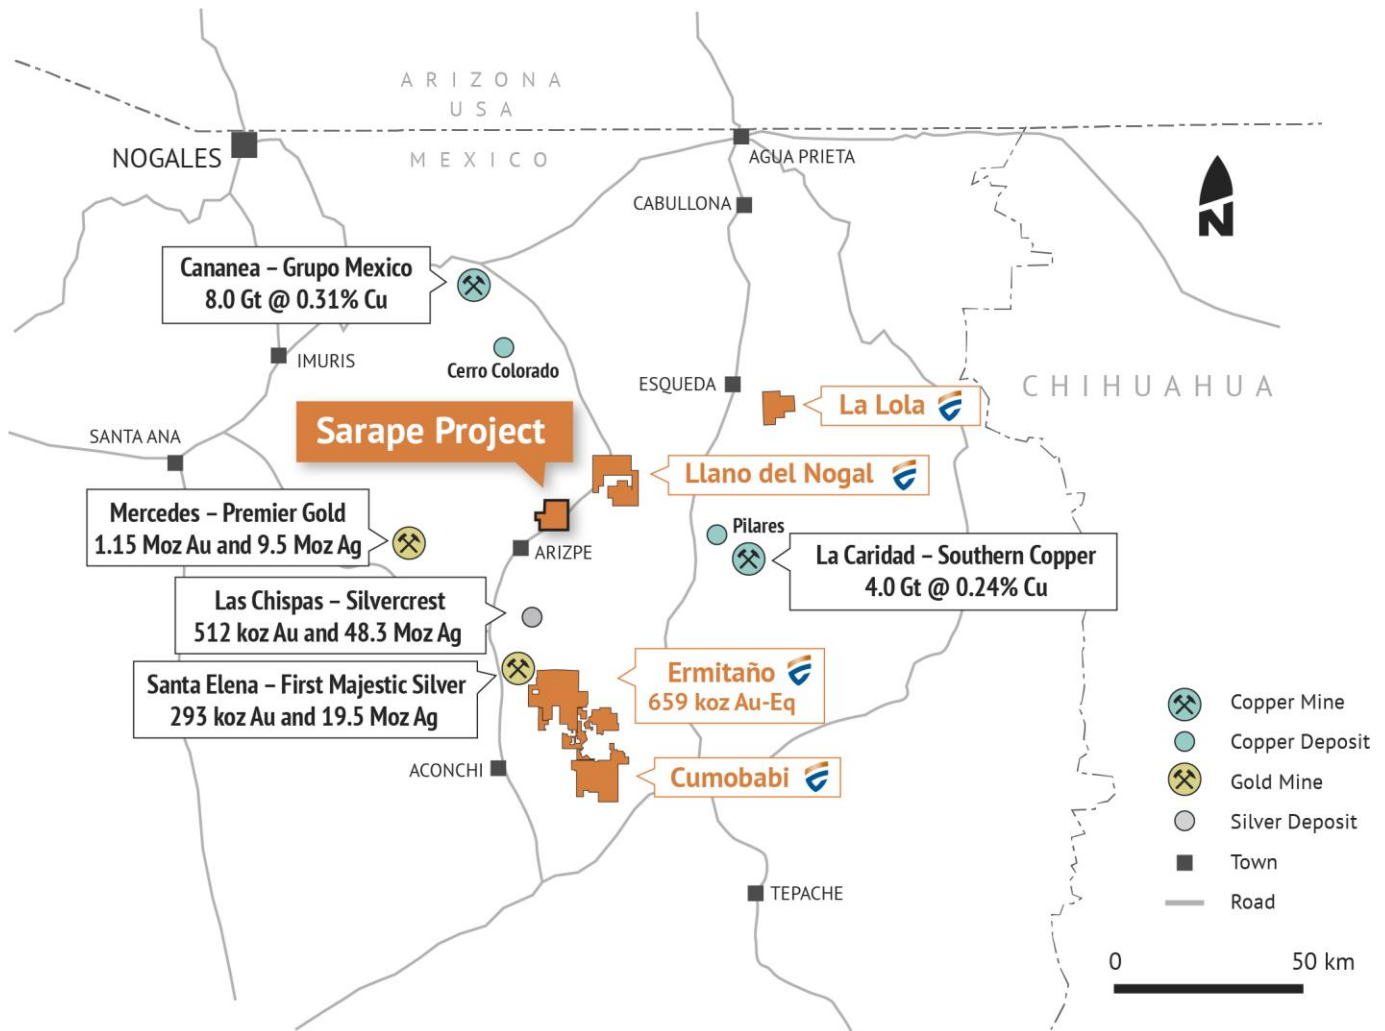 ARIZONA
USA
MEXICO
NOGALES
AGUA PRIETA
CABULLONA
N
Cananea – Grupo Mexico
8.0 Gt @ 0.31% Cu
Cerro Colorado
IMURIS
ESQUEDA
La Lola
CHIHUAHUA
Sarape Project
SANTA ANA
Llano del Nogal
Mercedes – Premier Gold
1.15 Moz Au and 9.5 Moz Ag
ARIZPE
Pilares
La Caridad – Southern Copper
4.0 Gt @ 0.24% Cu
Las Chispas – Silvercrest
512 koz Au and 48.3 Moz Ag
Ermitaño
659 koz Au-Eq
Santa Elena – First Majestic Silver
293 koz Au and 19.5 Moz Ag
ACONCHI
Cumobabi
TEPACHE
Copper Mine
Copper Deposit
Gold Mine
Silver Deposit
Town
Road
0 50 km